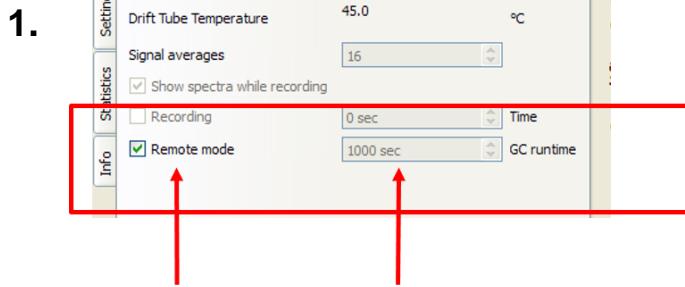 1.
Drift Tube Temperature 45.0 °C
Signal averages 16
Show spectra while recording
Recording 0 sec Time
Remote mode 1000 sec GC runtime
Statistics
Info